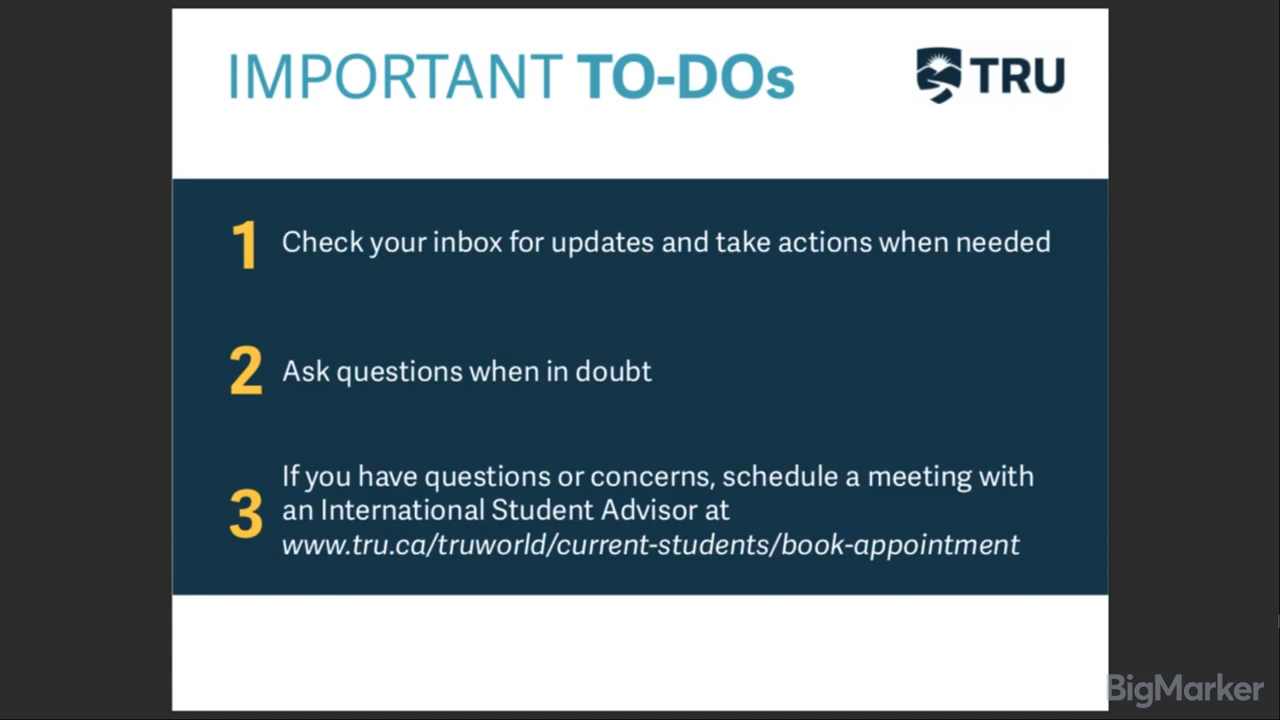 IMPORTANT TO-DOs
TRU
1 Check your inbox for updates and take actions when needed
2 Ask questions when in doubt
3 If you have questions or concerns, schedule a meeting with
an International Student Advisor at
www.tru.ca/truworld/current-students/book-appointment
BigMarker